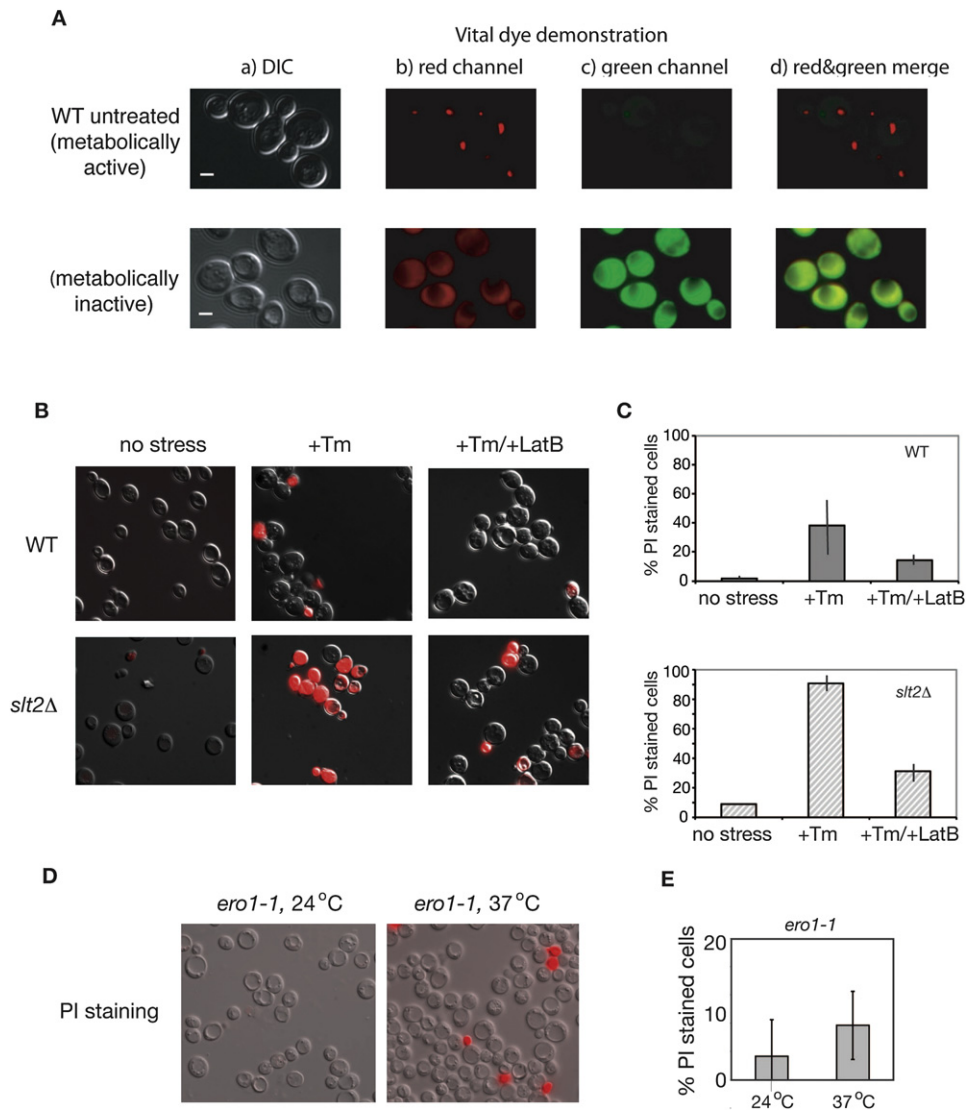 A
Vital dye demonstration
a) DIC
b) red channel
c) green channel
d) red&green merge
WT untreated
(metabolically
active)
(metabolically
inactive)
B
no stress
+Tm
+Tm/+LatB
WT
slt2Δ
C
% PI stained cells
100
80
60
40
20
0
WT
no stress
+Tm
+Tm/+LatB
% PI stained cells
100
80
60
40
20
0
slt2Δ
no stress
+Tm
+Tm/+LatB
D
ero1-1, 24°C
ero1-1, 37°C
PI staining
E
ero1-1
% PI stained cells
20
10
0
24°C
37°C